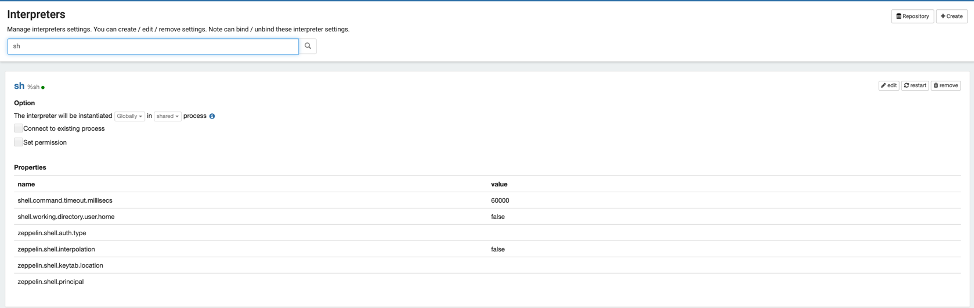 Interpreters
Repository
Create
Manage interpreters settings. You can create / edit / remove settings. Note can bind / unbind these interpreter settings.
sh
sh %sh
edit restart remove
Option
The interpreter will be instantiated Globally in shared process
Connect to existing process
Set permission
Properties
name value
shell.command.timeout.millisecs 60000
shell.working.directory.user.home false
zeppelin.shell.auth.type
zeppelin.shell.interpolation false
zeppelin.shell.keytab.location
zeppelin.shell.principal